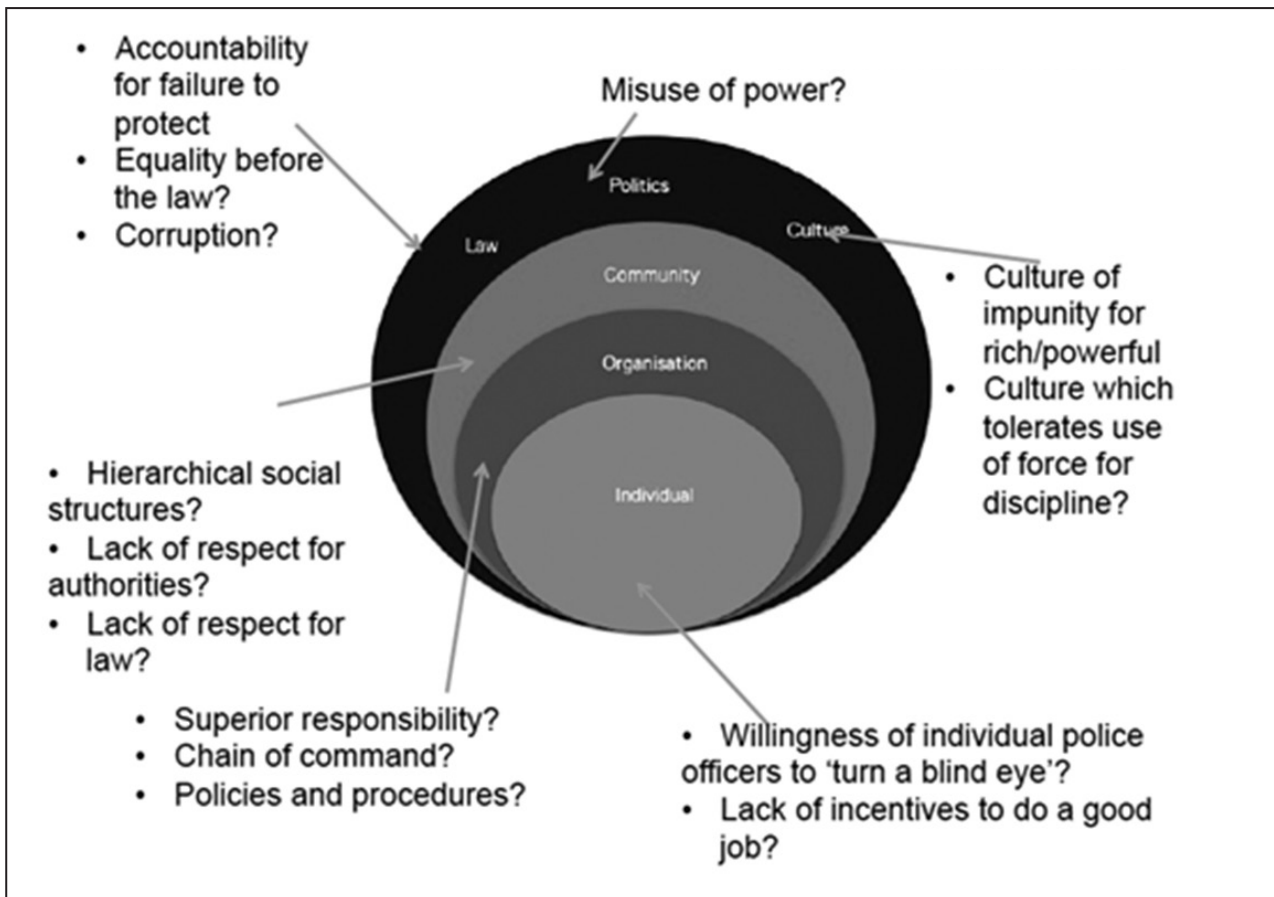 • Accountability
for failure to
protect
• Equality before
the law?
• Corruption?
Misuse of power?
Politics
Law
Culture
Community
Organisation
Individual
• Culture of
impunity for
rich/powerful
• Culture which
tolerates use
of force for
discipline?
• Hierarchical social
structures?
• Lack of respect for
authorities?
• Lack of respect for
law?
• Superior responsibility?
• Chain of command?
• Policies and procedures?
• Willingness of individual police
officers to ‘turn a blind eye’?
• Lack of incentives to do a good
job?